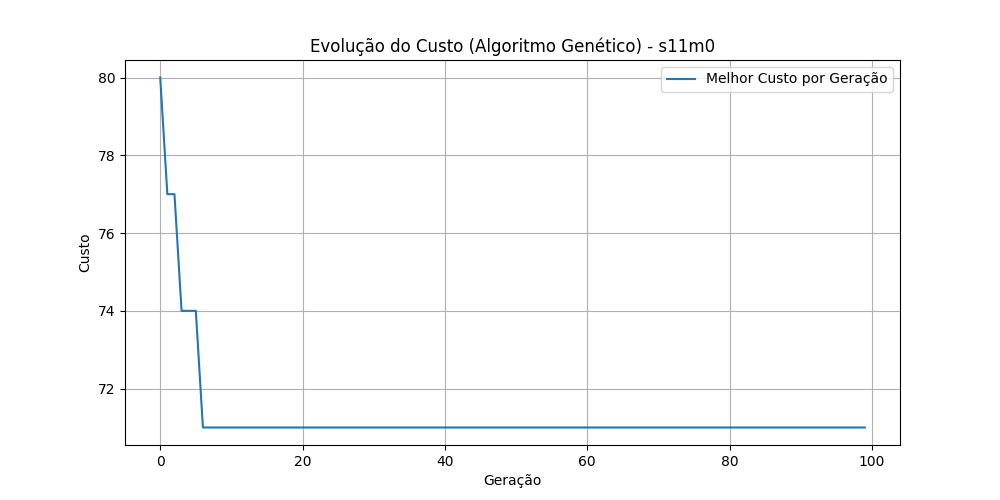 Evolução do Custo (Algoritmo Genético) - s11m0
Melhor Custo por Geração
80
78
76
74
72
Custo
0 20 40 60 80 100
Geração